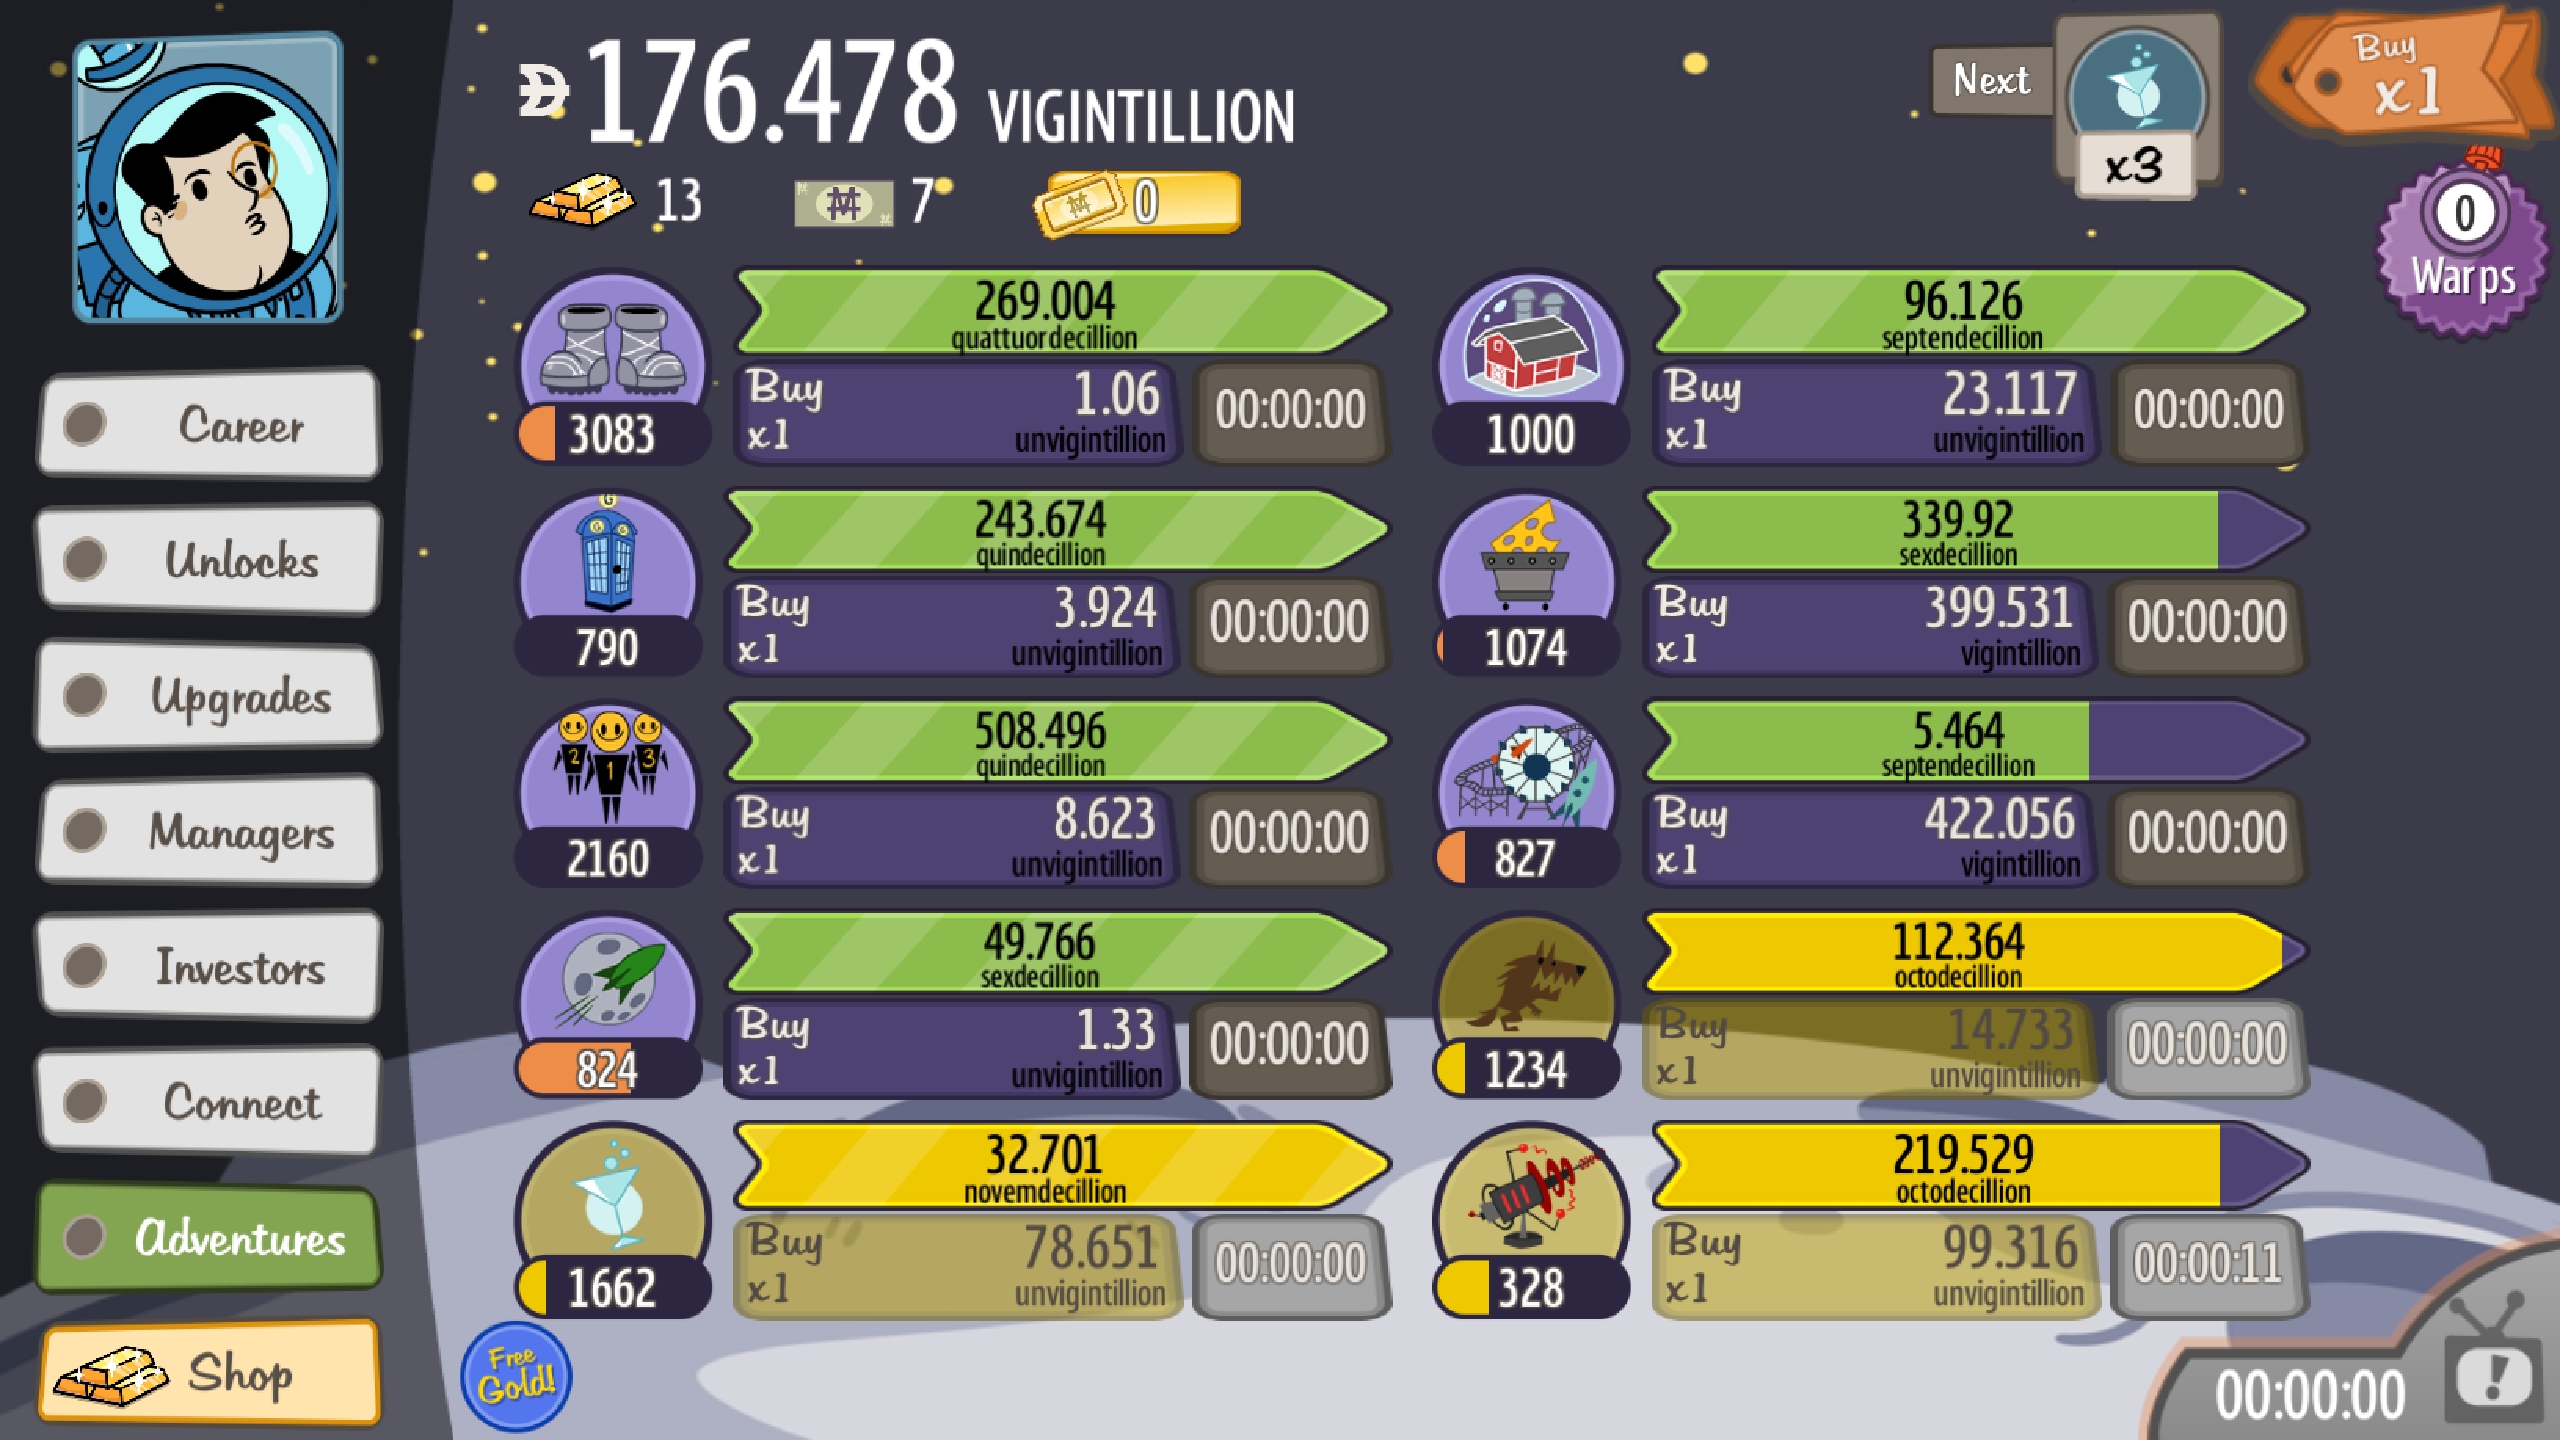 176.478 VIGINTILLION
13
7
0
Next
x3
Buy
x1
0
Warps
Career
Unlocks
Upgrades
Managers
Investors
Connect
Adventures
Shop
Free
Gold!
269.004
quattuordecillion
3083
Buy
x1
1.06
unvigintillion
00:00:00
96.126
septendecillion
1000
Buy
x1
23.117
unvigintillion
00:00:00
G
G G
243.674
quindecillion
790
Buy
x1
3.924
unvigintillion
00:00:00
339.92
sexdecillion
1074
Buy
x1
399.531
vigintillion
00:00:00
2 1 3
508.496
quindecillion
2160
Buy
x1
8.623
unvigintillion
00:00:00
5.464
septendecillion
827
Buy
x1
422.056
vigintillion
00:00:00
49.766
sexdecillion
824
Buy
x1
1.33
unvigintillion
00:00:00
112.364
octodecillion
1234
Buy
x1
14.733
unvigintillion
00:00:00
32.701
novemdecillion
1662
Buy
x1
78.651
unvigintillion
00:00:00
219.529
octodecillion
328
Buy
x1
99.316
unvigintillion
00:00:11
00:00:00
!